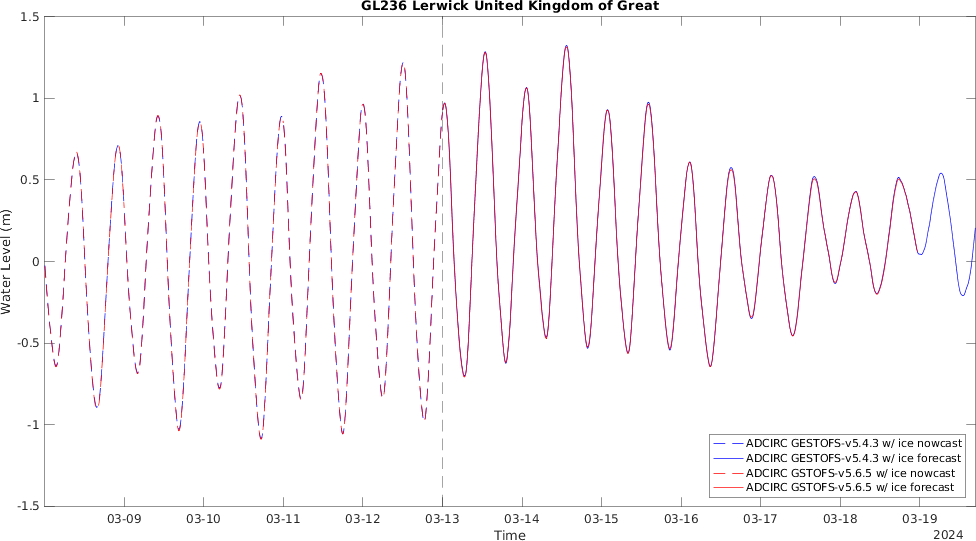 GL236 Lerwick United Kingdom of Great
1.5
1
0.5
0
-0.5
-1
-1.5
Water Level (m)
03-09 03-10 03-11 03-12 03-13 03-14 03-15 03-16 03-17 03-18 03-19
Time
2024
ADCIRC GESTOFS-v5.4.3 w/ ice nowcast
ADCIRC GESTOFS-v5.4.3 w/ ice forecast
ADCIRC GSTOFS-v5.6.5 w/ ice nowcast
ADCIRC GSTOFS-v5.6.5 w/ ice forecast